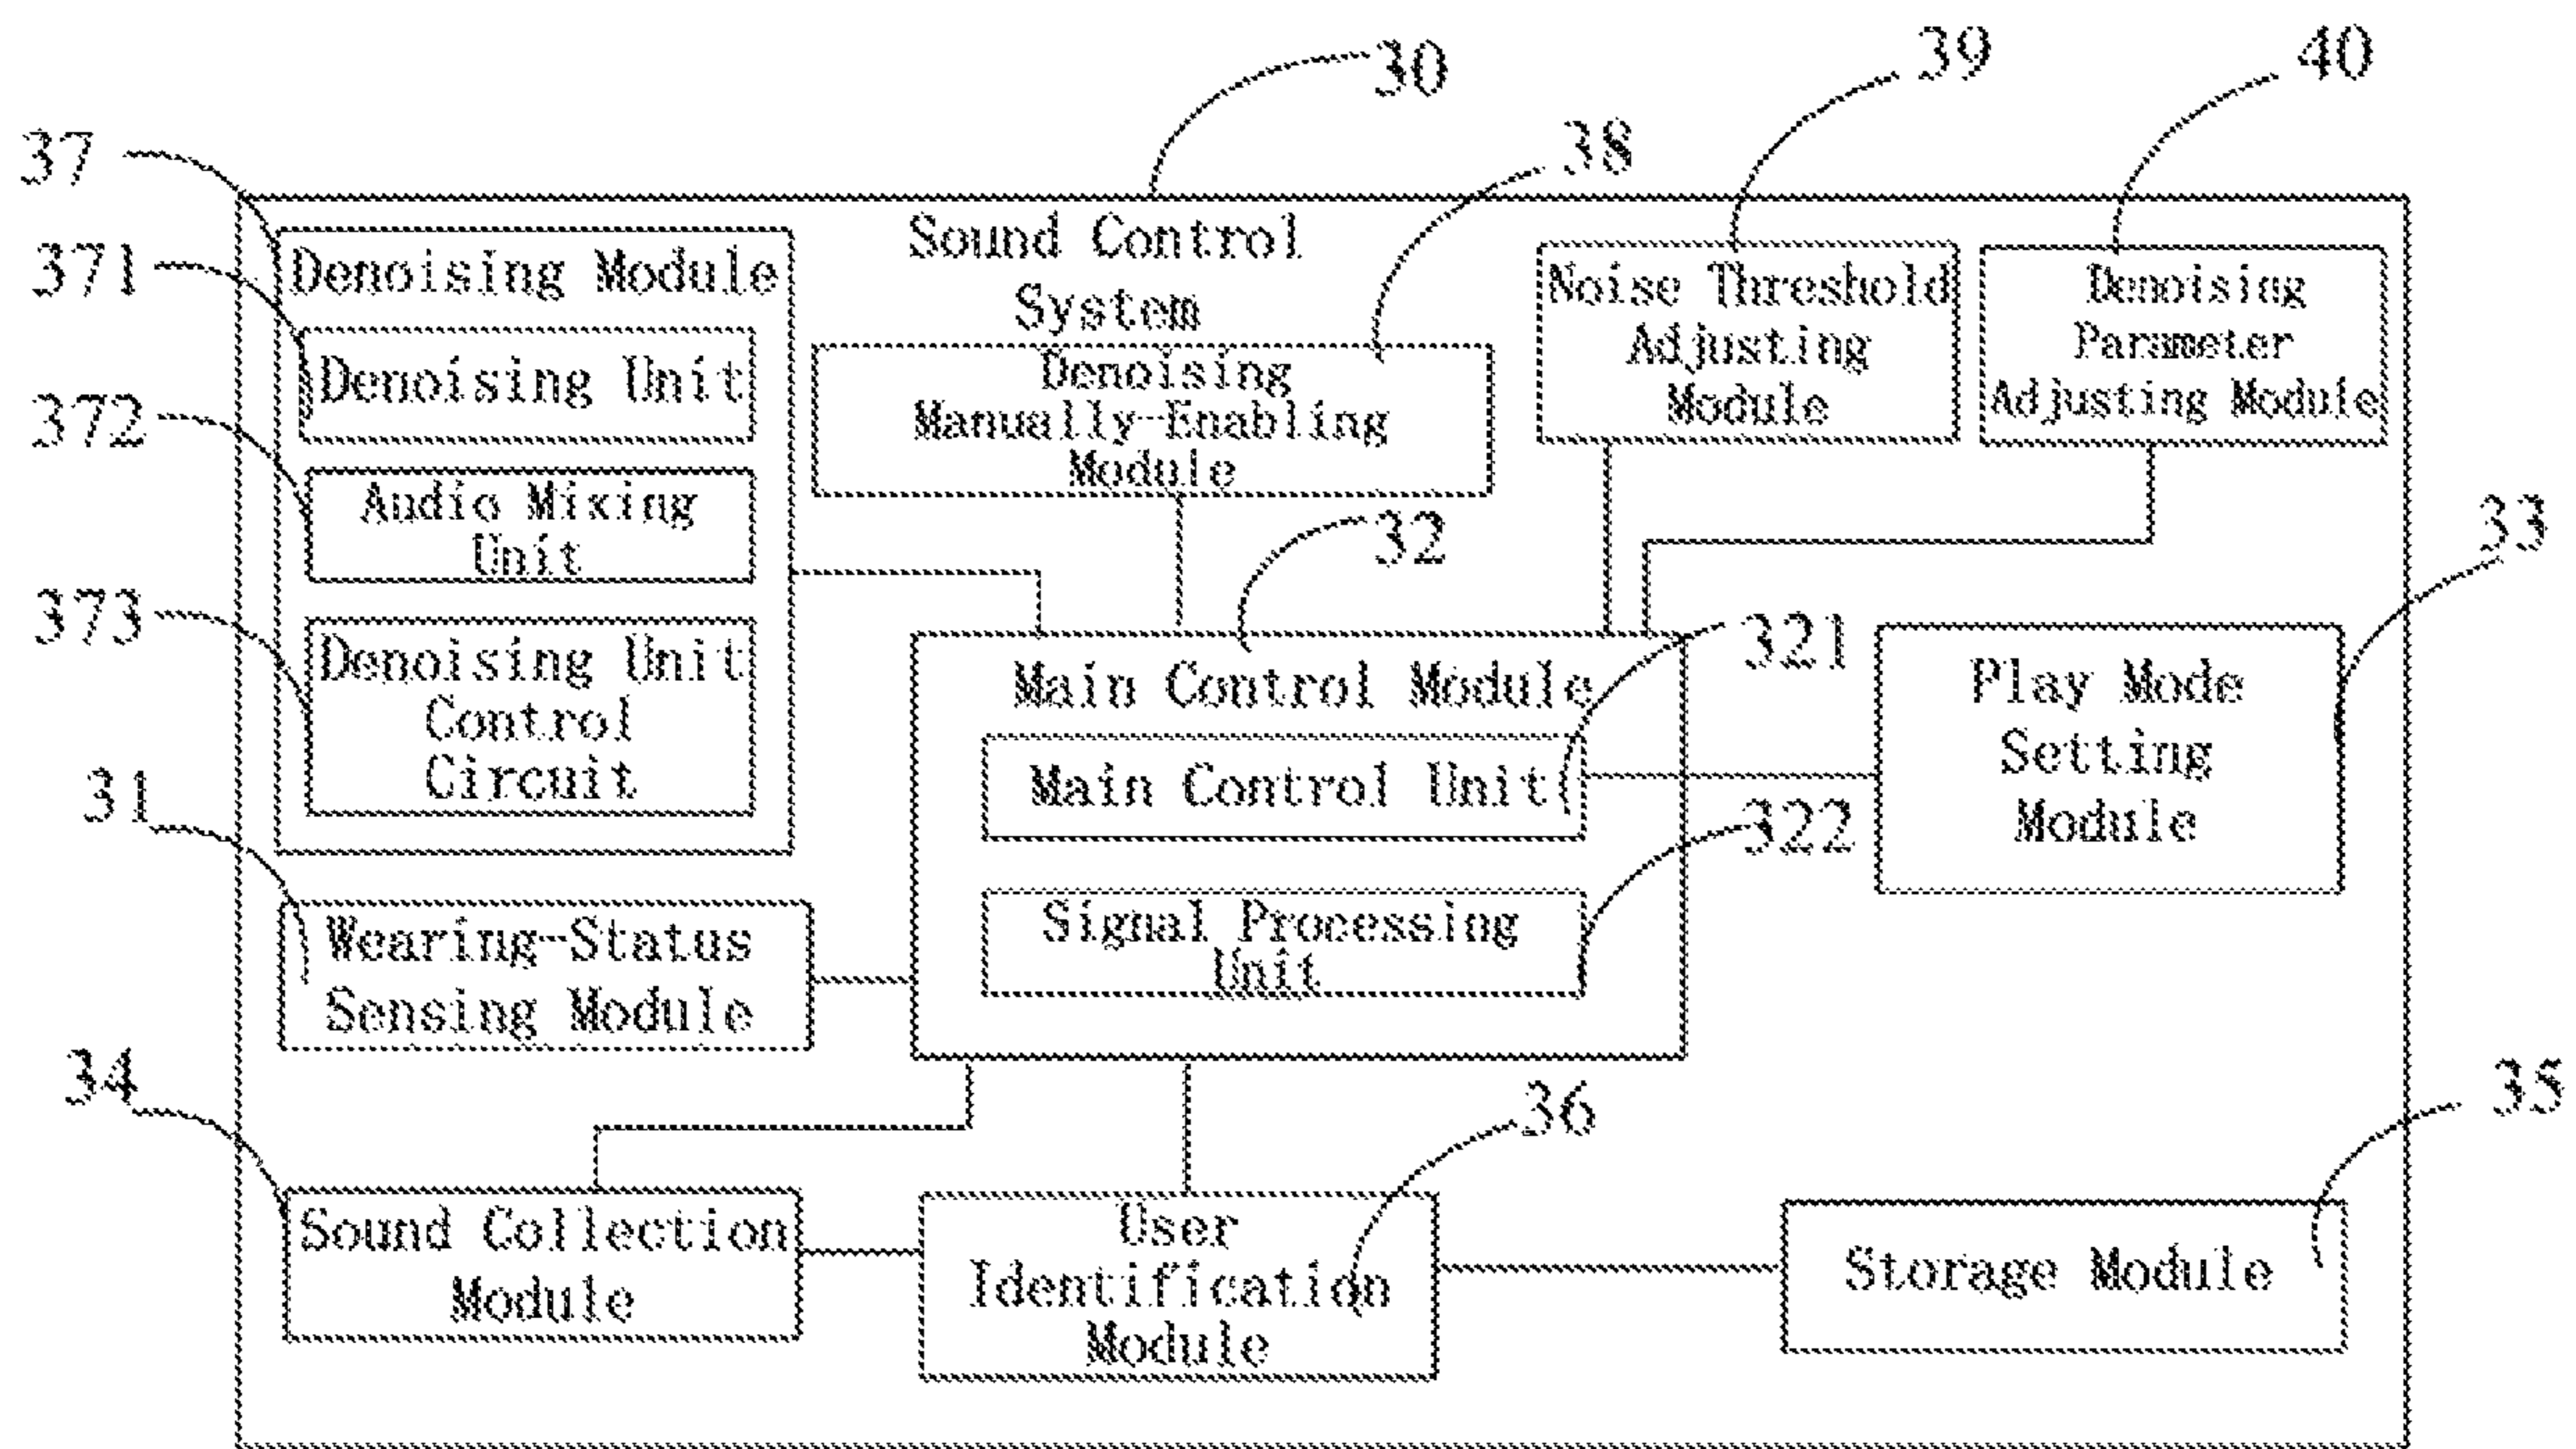 30
39
40
37
38
Sound Control
System
371
Denoising Module
Denoising Unit
372
Audio Mixing
Unit
373
Denoising Unit
Control
Circuit
Denoising
Manually-Enabling
Module
Noise Threshold
Adjusting
Module
Denoising
Parameter
Adjusting Module
32
33
321
Main Control Module
Main Control Unit
322
Signal Processing
Unit
Play Mode
Setting
Module
31
Wearing-Status
Sensing Module
34
36
35
Sound Collection
Module
User
Identification
Module
Storage Module